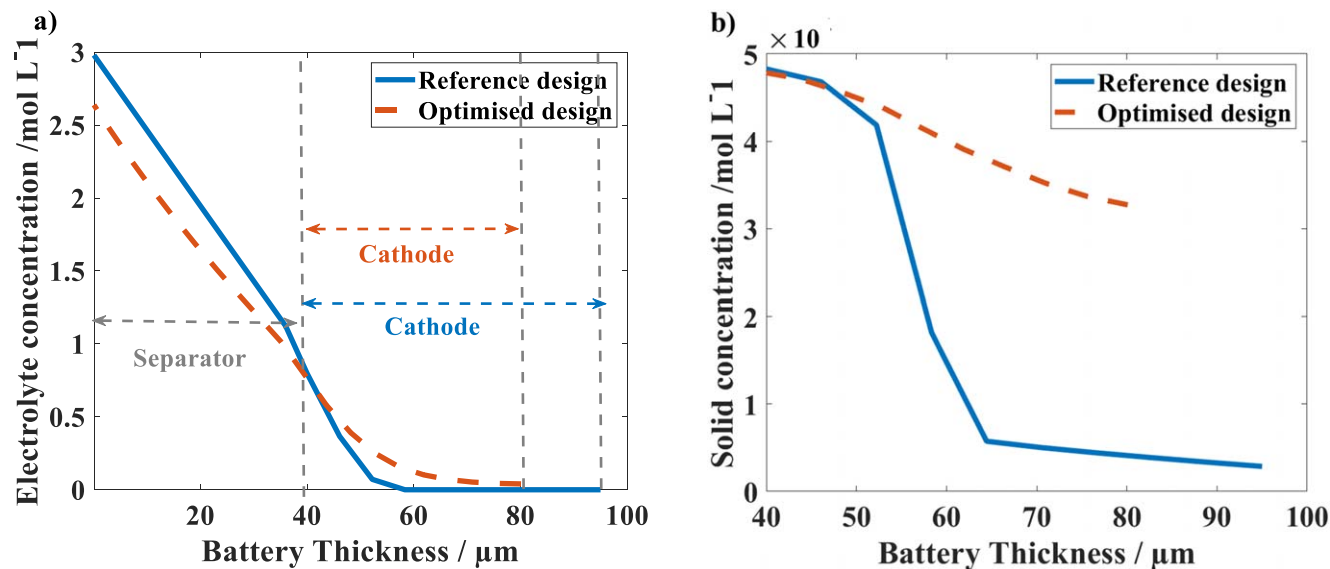 a)
Electrolyte concentration /mol L-1
3
2.5
2
1.5
1
0.5
0
Reference design
Optimised design
Cathode
Cathode
Separator
0 20 40 60 80 100
Battery Thickness / μm
b)
× 10
Solid concentration /mol L-1
5
4
3
2
1
0
Reference design
Optimised design
40 50 60 70 80 90 100
Battery Thickness / μm